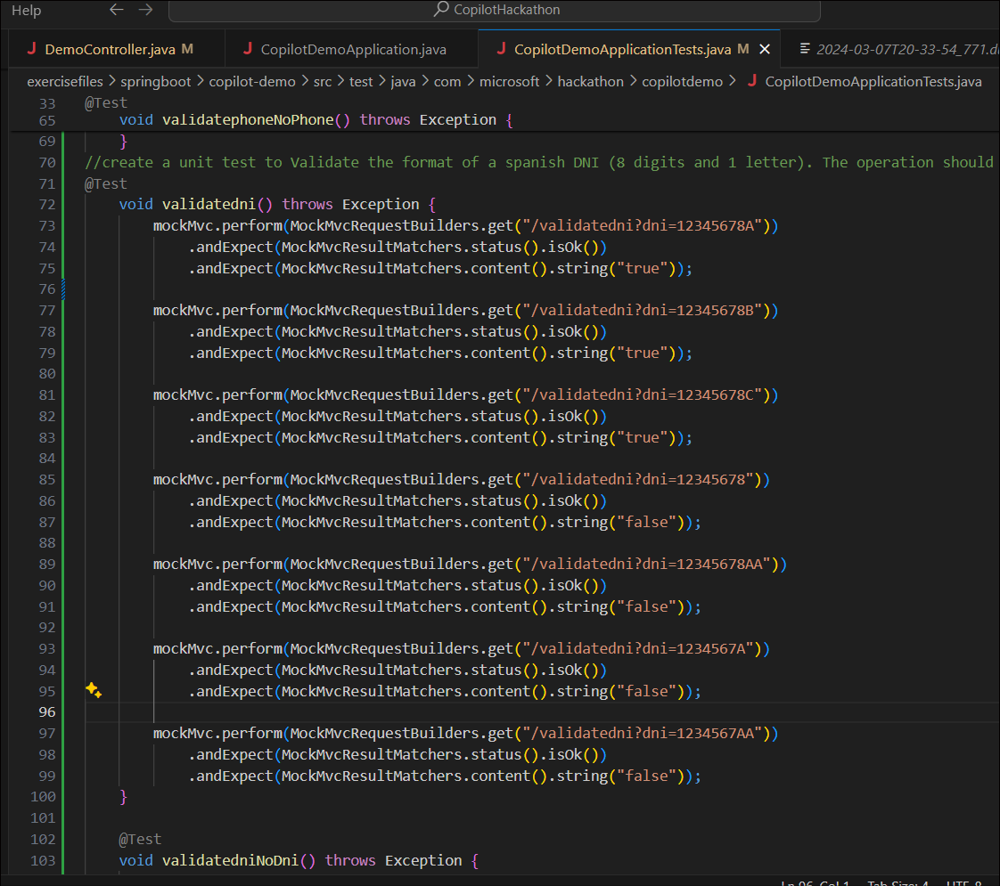 Help ← → CopilotHackathon
J DemoController.java M J CopilotDemoApplication.java J CopilotDemoApplicationTests.java M × 2024-03-07T20-33-54_771.
exercisefiles > springboot > copilot-demo > src > test > java > com > microsoft > hackathon > copilotdemo > J CopilotDemoApplicationTests.java
33 @Test
65 void validatephoneNoPhone() throws Exception {
69 }
70 //create a unit test to Validate the format of a spanish DNI (8 digits and 1 letter). The operation should
71 @Test
72 void validatedni() throws Exception {
73 mockMvc.perform(MockMvcRequestBuilders.get("/validatedni?dni=12345678A"))
74 .andExpect(MockMvcResultMatchers.status().isOk())
75 .andExpect(MockMvcResultMatchers.content().string("true"));
76
77 mockMvc.perform(MockMvcRequestBuilders.get("/validatedni?dni=12345678B"))
78 .andExpect(MockMvcResultMatchers.status().isOk())
79 .andExpect(MockMvcResultMatchers.content().string("true"));
80
81 mockMvc.perform(MockMvcRequestBuilders.get("/validatedni?dni=12345678C"))
82 .andExpect(MockMvcResultMatchers.status().isOk())
83 .andExpect(MockMvcResultMatchers.content().string("true"));
84
85 mockMvc.perform(MockMvcRequestBuilders.get("/validatedni?dni=12345678"))
86 .andExpect(MockMvcResultMatchers.status().isOk())
87 .andExpect(MockMvcResultMatchers.content().string("false"));
88
89 mockMvc.perform(MockMvcRequestBuilders.get("/validatedni?dni=12345678AA"))
90 .andExpect(MockMvcResultMatchers.status().isOk())
91 .andExpect(MockMvcResultMatchers.content().string("false"));
92
93 mockMvc.perform(MockMvcRequestBuilders.get("/validatedni?dni=1234567A"))
94 .andExpect(MockMvcResultMatchers.status().isOk())
95 .andExpect(MockMvcResultMatchers.content().string("false"));
96
97 mockMvc.perform(MockMvcRequestBuilders.get("/validatedni?dni=1234567AA"))
98 .andExpect(MockMvcResultMatchers.status().isOk())
99 .andExpect(MockMvcResultMatchers.content().string("false"));
100 }
101
102 @Test
103 void validatedniNoDni() throws Exception {
Ln 96, Col 1 Tab Size: 4 UTF-8